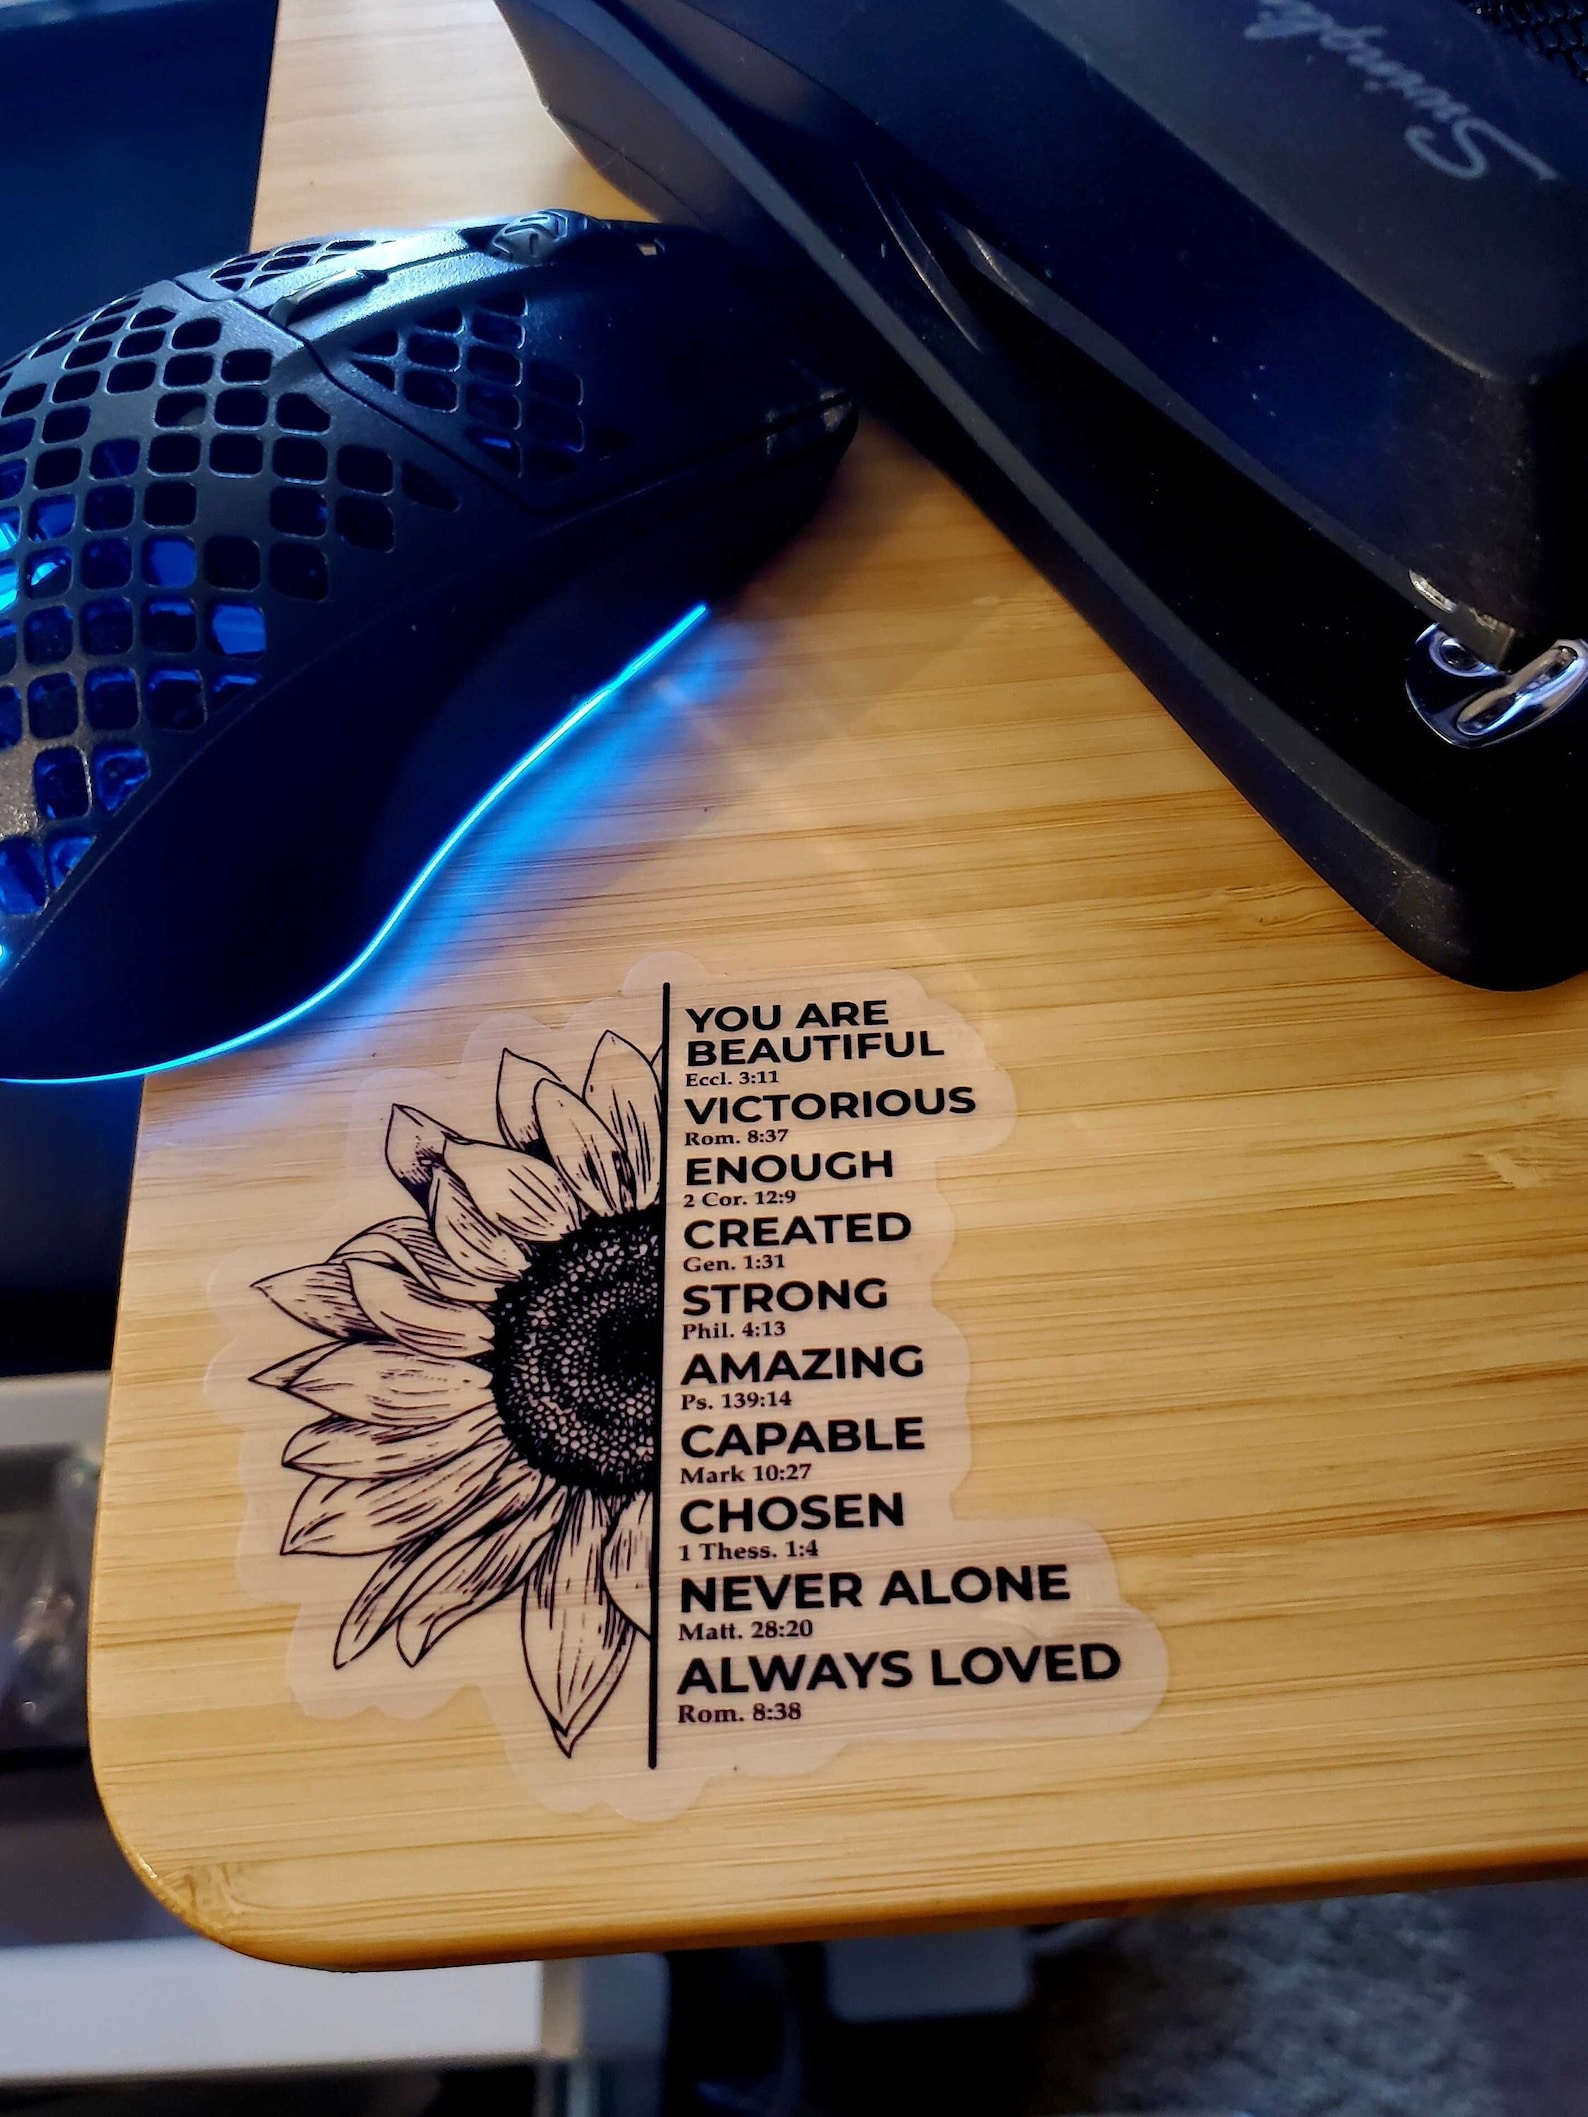 Swingline
YOU ARE
BEAUTIFUL
Eccl. 3:11
VICTORIOUS
Rom. 8:37
ENOUGH
2 Cor. 12:9
CREATED
Gen. 1:31
STRONG
Phil. 4:13
AMAZING
Ps. 139:14
CAPABLE
Mark 10:27
CHOSEN
1 Thess. 1:4
NEVER ALONE
Matt. 28:20
ALWAYS LOVED
Rom. 8:38